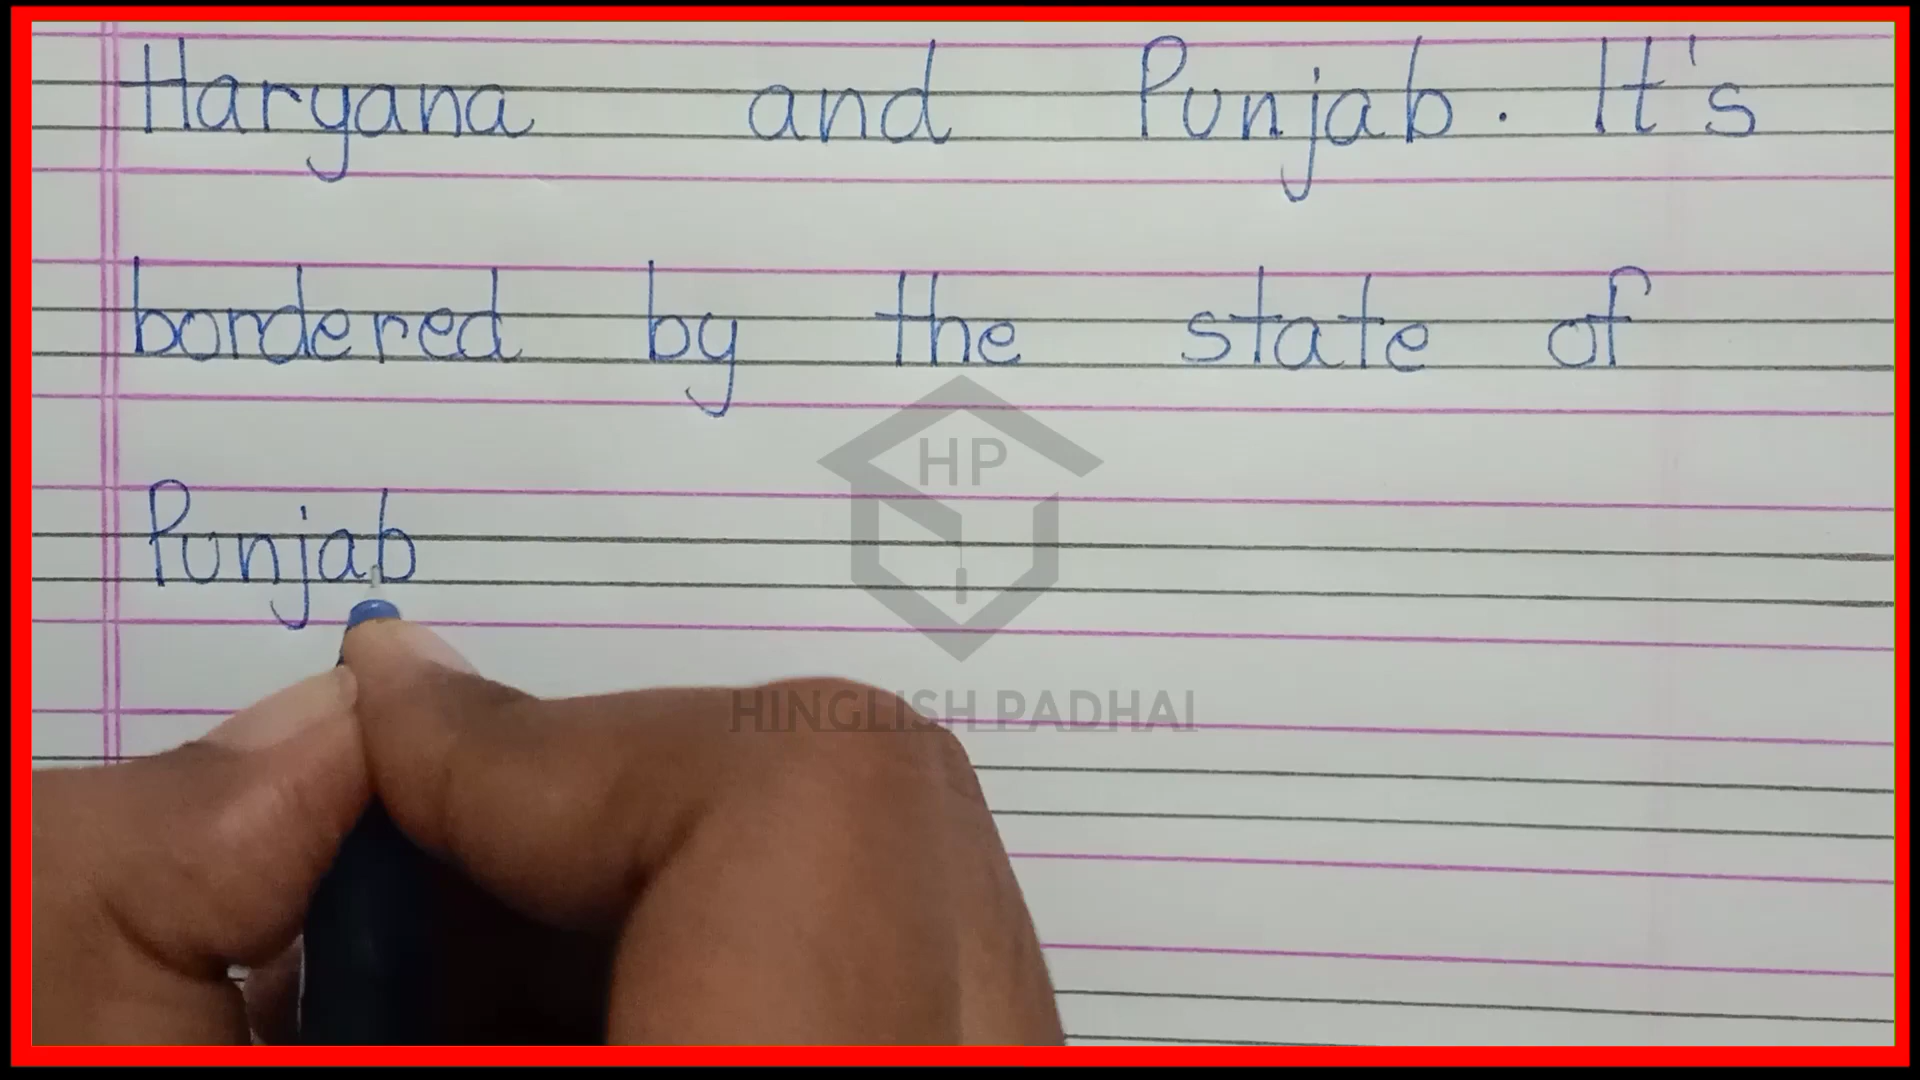 Haryana and Punjab. It's
bordered by the state of
HP
Punjab
HINGLISH PADHAI